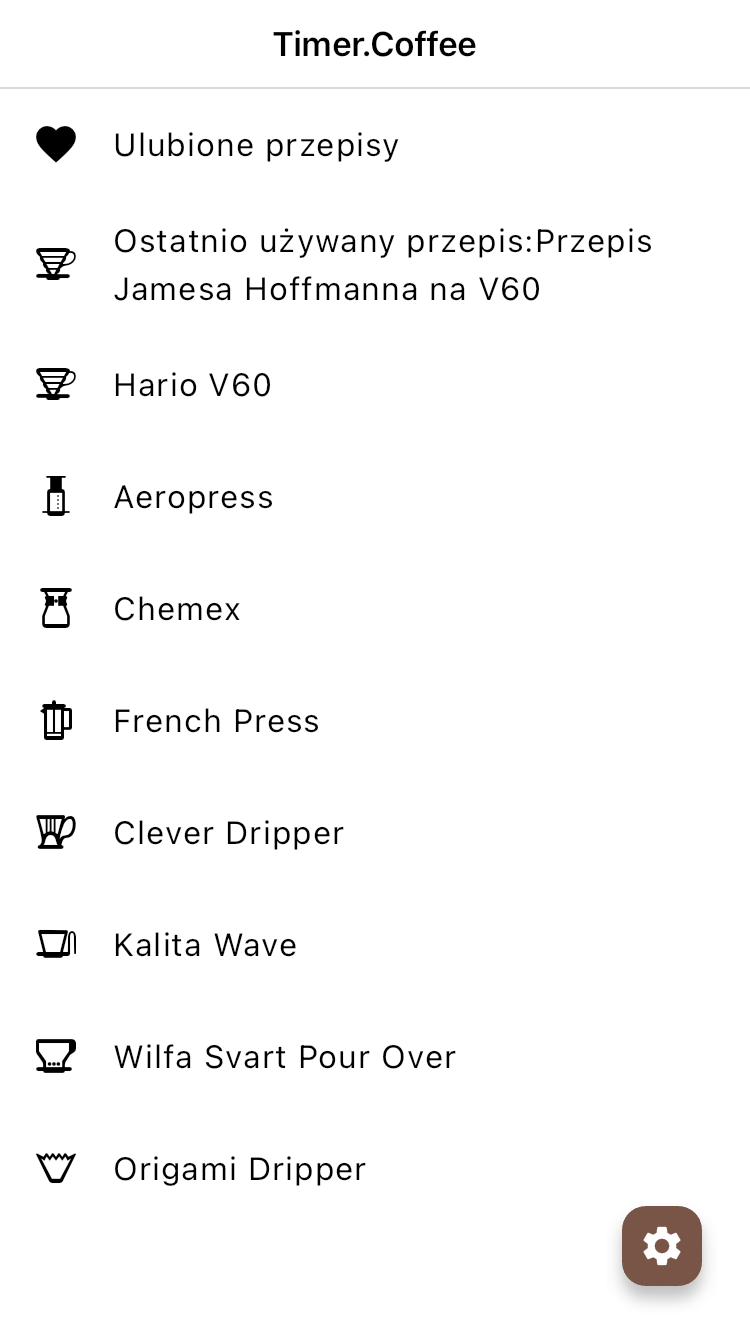 Timer.Coffee
Ulubione przepisy
Ostatnio używany przepis:Przepis
Jamesa Hoffmanna na V60
Hario V60
Aeropress
Chemex
French Press
Clever Dripper
Kalita Wave
Wilfa Svart Pour Over
Origami Dripper